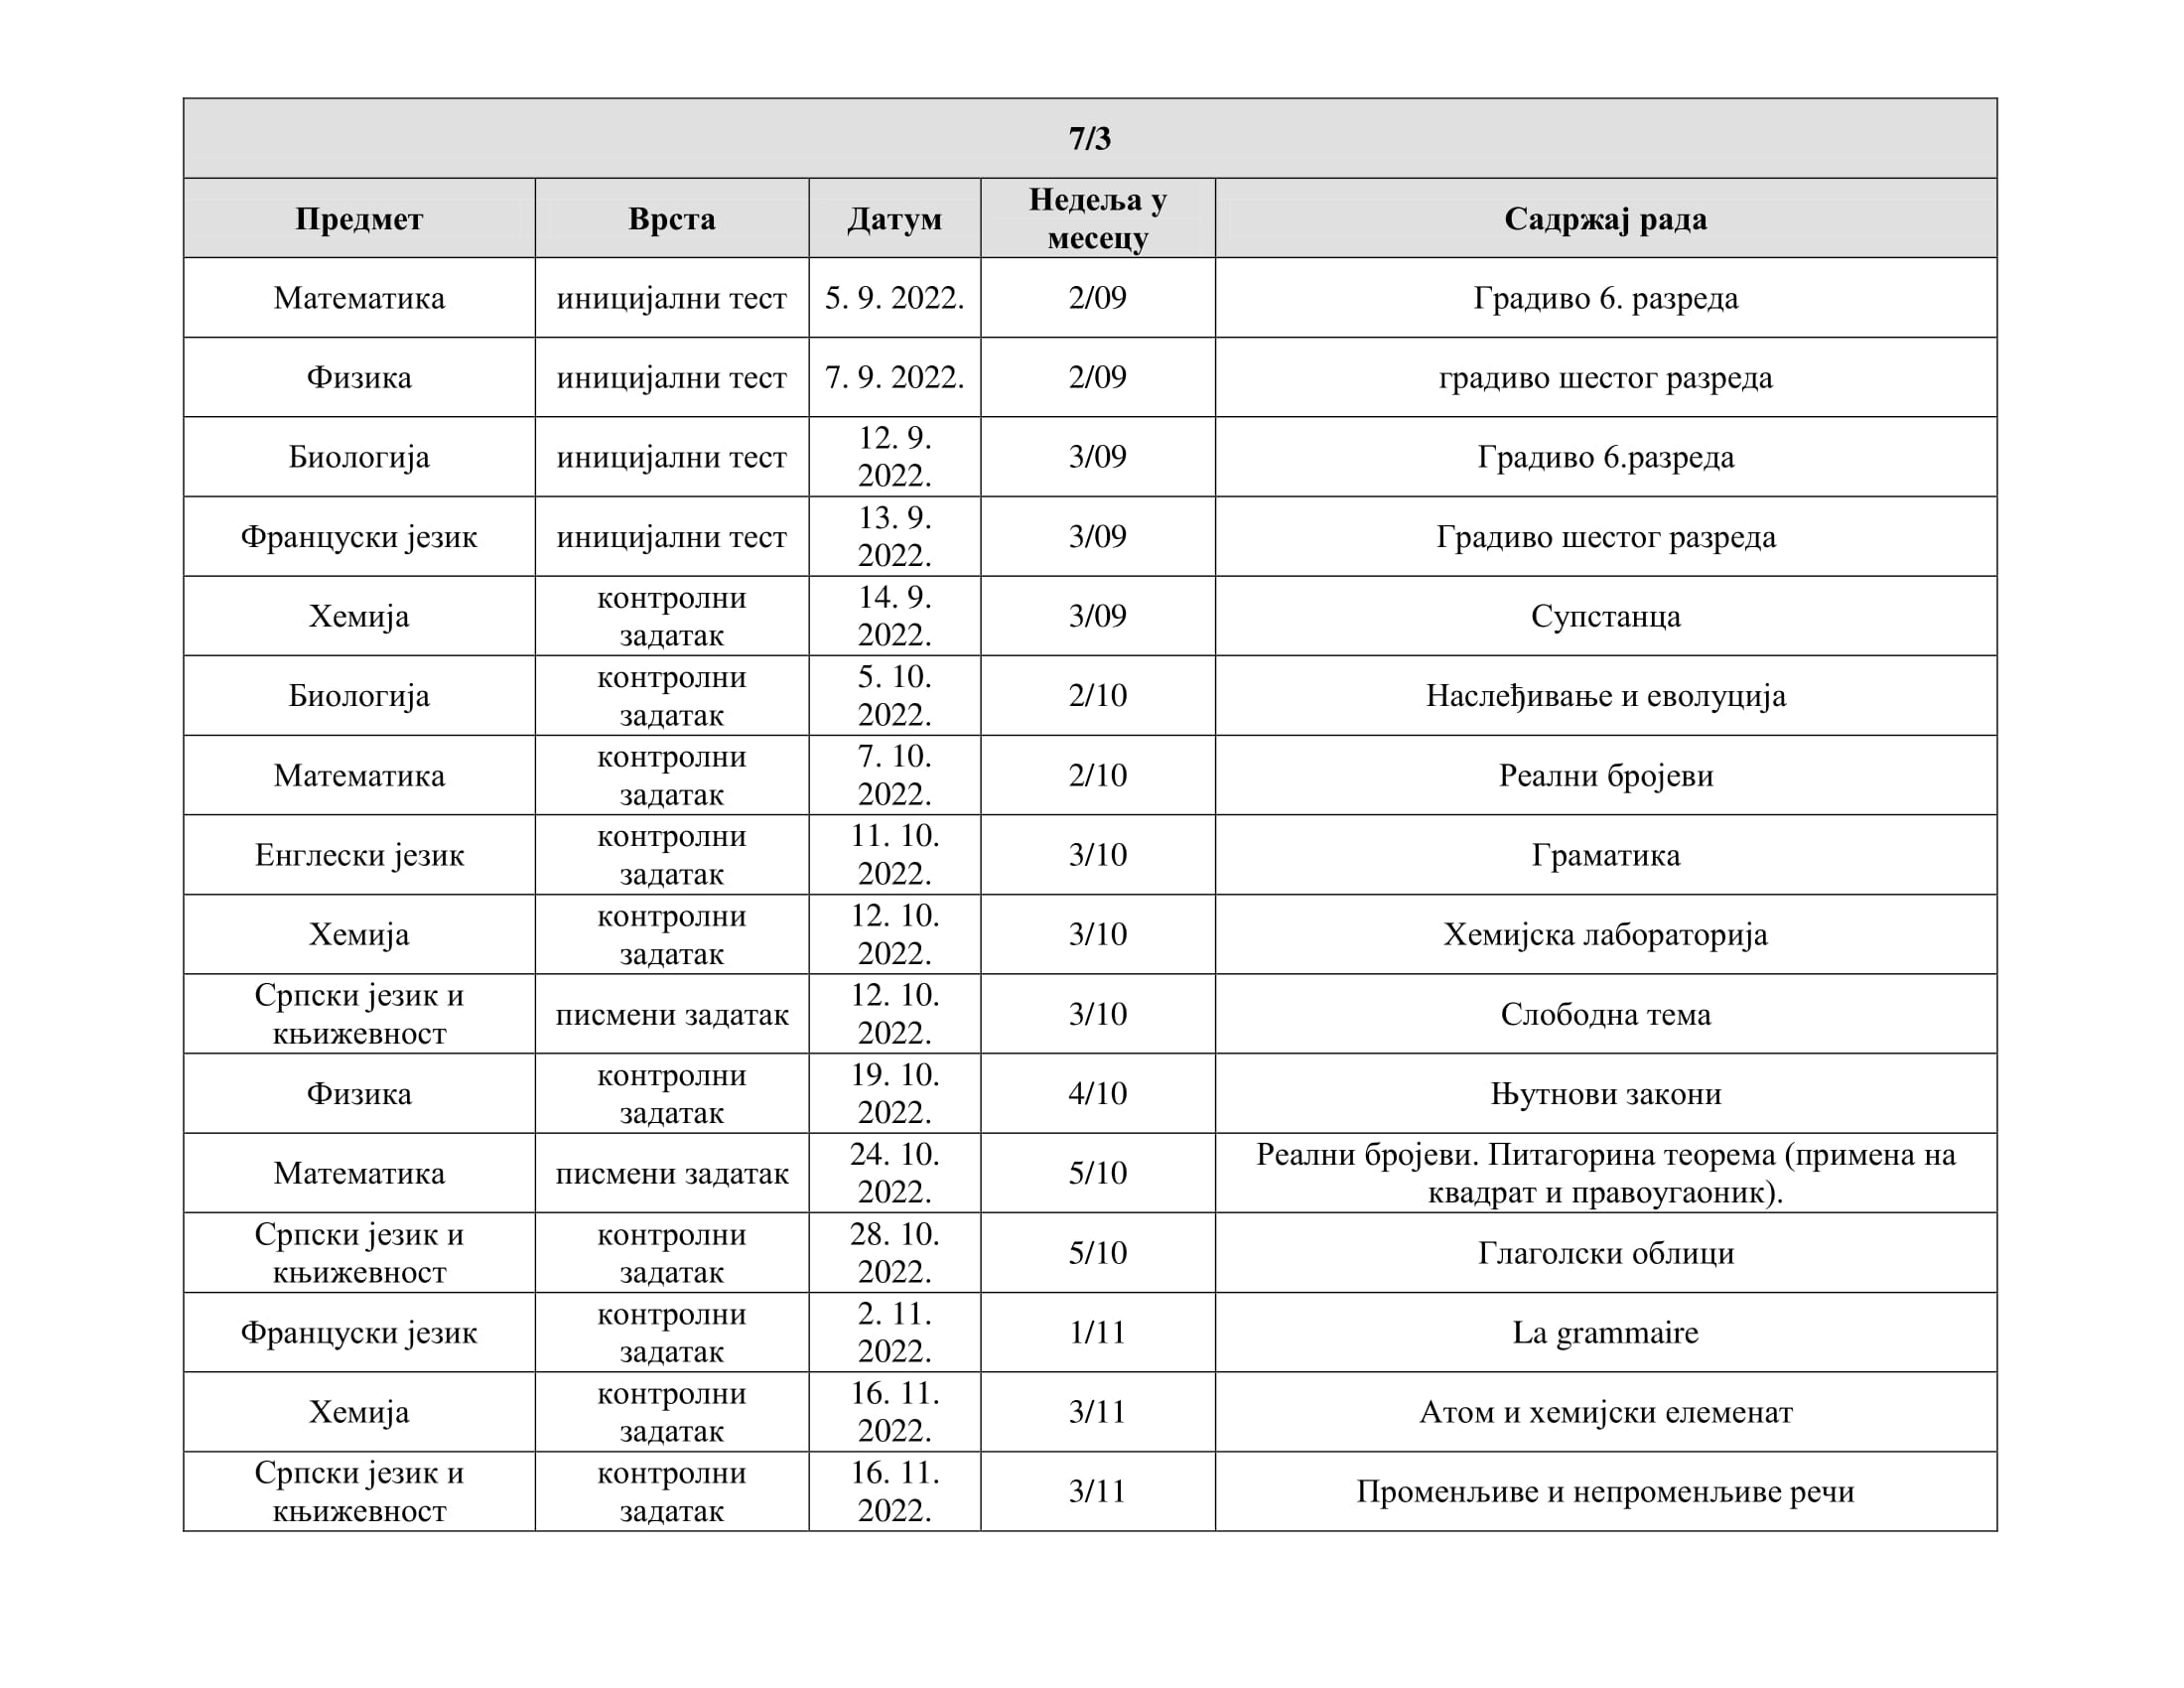 7/3
Предмет
Врста
Датум
Недеља у
месецу
Садржај рада
Математика
иницијални тест
5. 9. 2022.
2/09
Градиво 6. разреда
Физика
иницијални тест
7. 9. 2022.
2/09
градиво шестог разреда
Биологија
иницијални тест
12. 9.
2022.
3/09
Градиво 6.разреда
Француски језик
иницијални тест
13. 9.
2022.
3/09
Градиво шестог разреда
Хемија
контролни
задатак
14. 9.
2022.
3/09
Супстанца
Биологија
контролни
задатак
5. 10.
2022.
2/10
Наслеђивање и еволуција
Математика
контролни
задатак
7. 10.
2022.
2/10
Реални бројеви
Енглески језик
контролни
задатак
11. 10.
2022.
3/10
Граматика
Хемија
контролни
задатак
12. 10.
2022.
3/10
Хемијска лабораторија
Српски језик и
књижевност
писмени задатак
12. 10.
2022.
3/10
Слободна тема
Физика
контролни
задатак
19. 10.
2022.
4/10
Њутнови закони
Математика
писмени задатак
24. 10.
2022.
5/10
Реални бројеви. Питагорина теорема (примена на
квадрат и правоугаоник).
Српски језик и
књижевност
контролни
задатак
28. 10.
2022.
5/10
Глаголски облици
Француски језик
контролни
задатак
2. 11.
2022.
1/11
La grammaire
Хемија
контролни
задатак
16. 11.
2022.
3/11
Атом и хемијски елеменат
Српски језик и
књижевност
контролни
задатак
16. 11.
2022.
3/11
Променљиве и непроменљиве речи